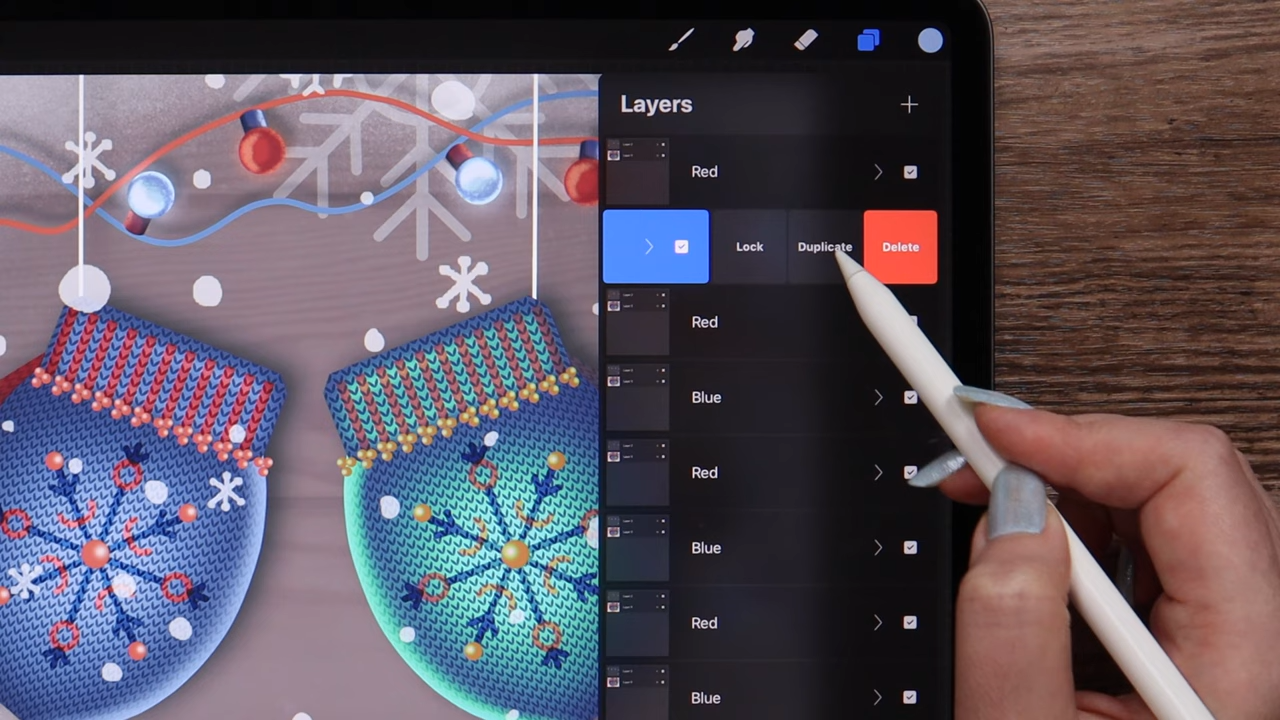 Layers
Red
Lock Duplicate Delete
Red
Blue
Red
Blue
Red
Blue